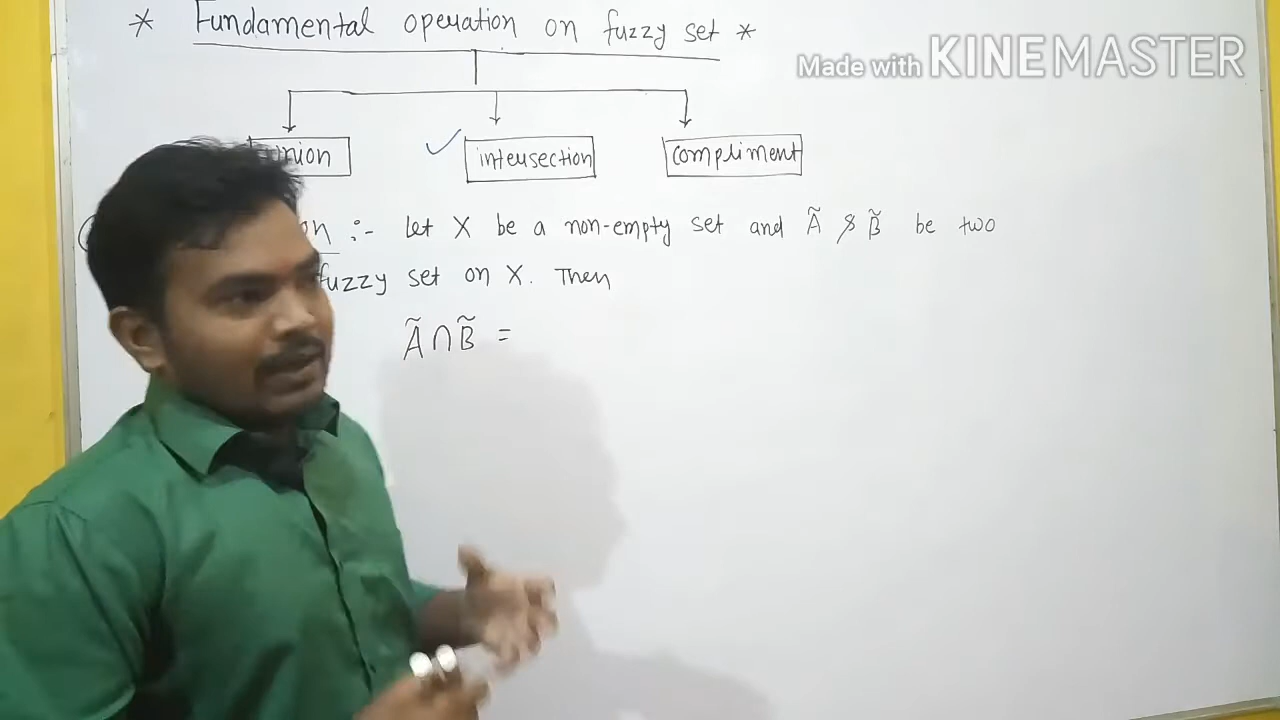 * Fundamental operation on fuzzy set *
Made with KINEMASTER
union
✓ intersection
compliment
:- Let X be a non-empty set and Ã & B̃ be two
fuzzy set on X. Then
Ã ∩ B̃ =